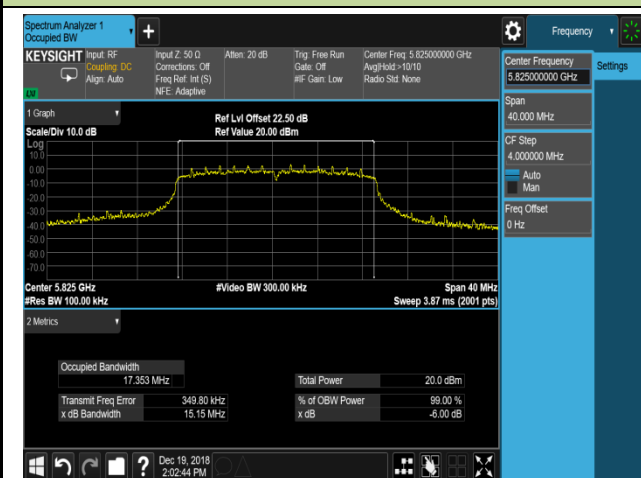 Spectrum Analyzer 1
Occupied BW
+
Frequency
KEYSIGHT
Input: RF
Coupling: DC
Align: Auto
Input Z: 50 Ω
Corrections: Off
Freq Ref: Int (S)
NFE: Adaptive
Atten: 20 dB
Trig: Free Run
Gate: Off
#IF Gain: Low
Center Freq: 5.825000000 GHz
Avg|Hold:>10/10
Radio Std: None
Center Frequency
5.825000000 GHz
Settings
Span
40.000 MHz
CF Step
4.000000 MHz
Auto
Man
Freq Offset
0 Hz
1 Graph
Scale/Div 10.0 dB
Ref Lvl Offset 22.50 dB
Ref Value 20.00 dBm
Log
10.0
0.00
-10.0
-20.0
-30.0
-40.0
-50.0
-60.0
-70.0
Center 5.825 GHz
#Res BW 100.00 kHz
#Video BW 300.00 kHz
Span 40 MHz
Sweep 3.87 ms (2001 pts)
2 Metrics
Occupied Bandwidth
17.353 MHz
Total Power 20.0 dBm
Transmit Freq Error 349.80 kHz
% of OBW Power 99.00 %
x dB Bandwidth 15.15 MHz
x dB -6.00 dB
?
Dec 19, 2018
2:02:44 PM